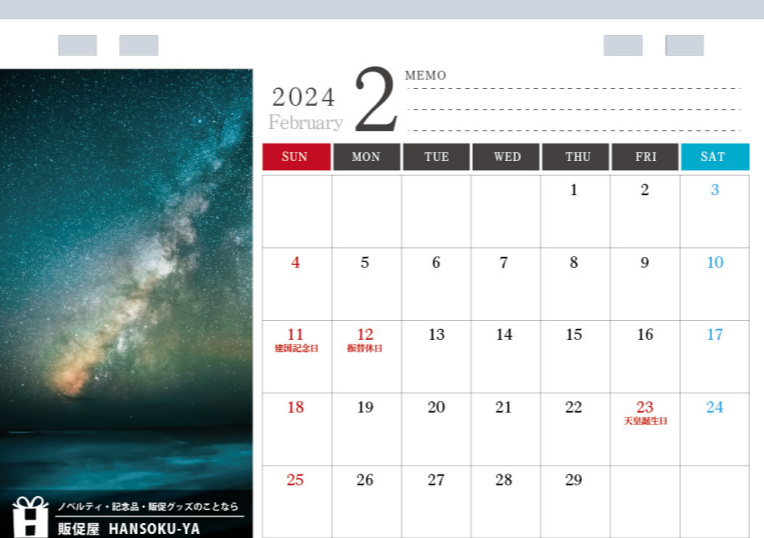 2024
February
2
MEMO
SUN MON TUE WED THU FRI SAT
1 2 3
4 5 6 7 8 9 10
11 12 13 14 15 16 17
建国記念日 振替休日
18 19 20 21 22 23 24
天皇誕生日
25 26 27 28 29
ノベルティ・記念品・販促グッズのことなら
販促屋 HANSOKU-YA